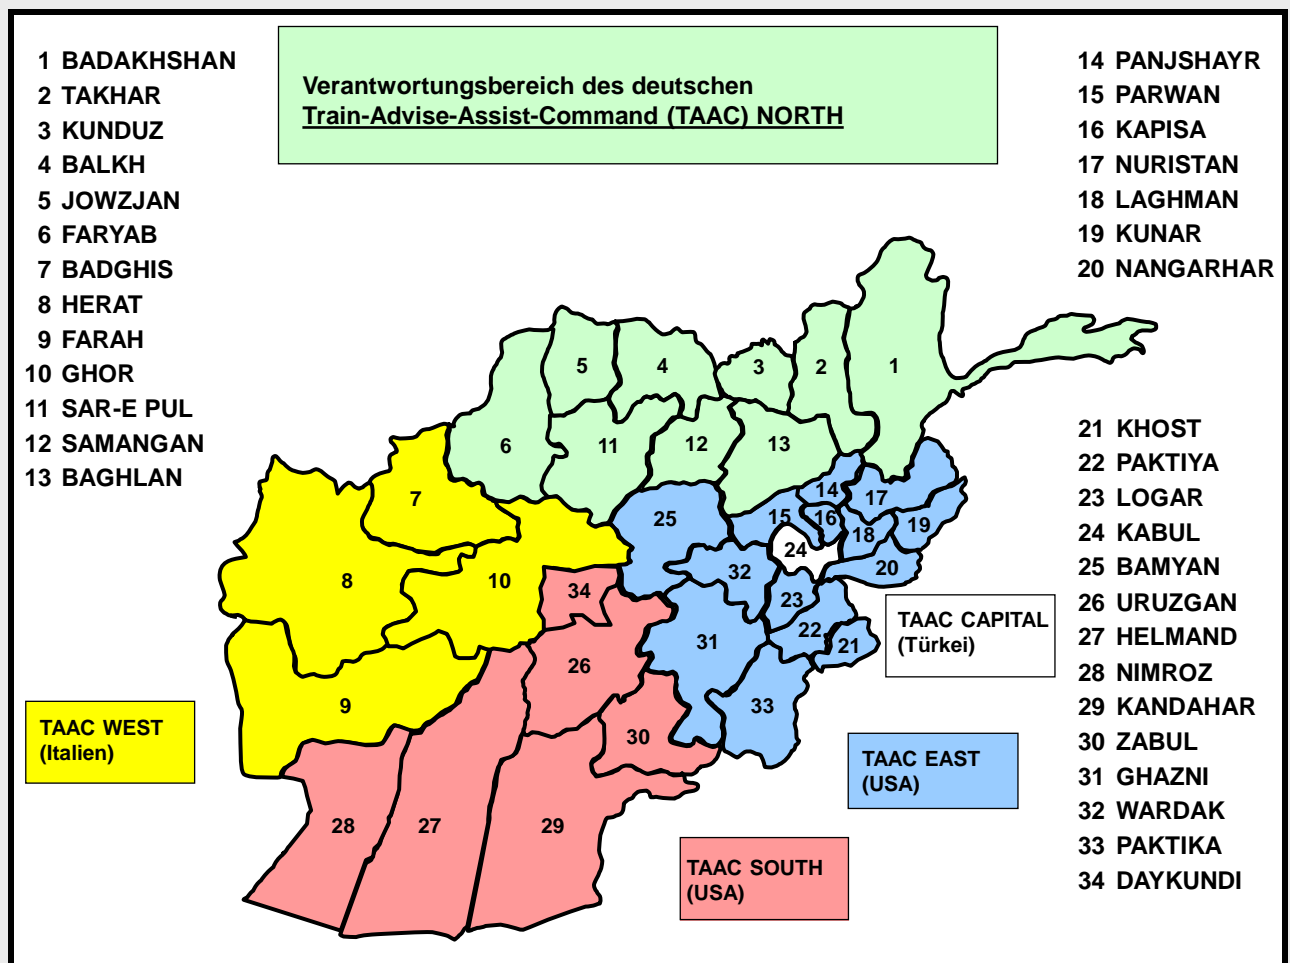 1 BADAKHSHAN
2 TAKHAR
3 KUNDUZ
4 BALKH
5 JOWZJAN
6 FARYAB
7 BADGHIS
8 HERAT
9 FARAH
10 GHOR
11 SAR-E PUL
12 SAMANGAN
13 BAGHLAN
Verantwortungsbereich des deutschen
Train-Advise-Assist-Command (TAAC) NORTH
14 PANJSHAYR
15 PARWAN
16 KAPISA
17 NURISTAN
18 LAGHMAN
19 KUNAR
20 NANGARHAR
21 KHOST
22 PAKTIYA
23 LOGAR
24 KABUL
25 BAMYAN
26 URUZGAN
27 HELMAND
28 NIMROZ
29 KANDAHAR
30 ZABUL
31 GHAZNI
32 WARDAK
33 PAKTIKA
34 DAYKUNDI
1
2
3
4
5
6
11
12
13
7
8
10
9
25
15
14
16
17
18
19
20
24
32
23
22
21
31
33
34
26
30
28
27
29
TAAC CAPITAL
(Türkei)
TAAC WEST
(Italien)
TAAC EAST
(USA)
TAAC SOUTH
(USA)